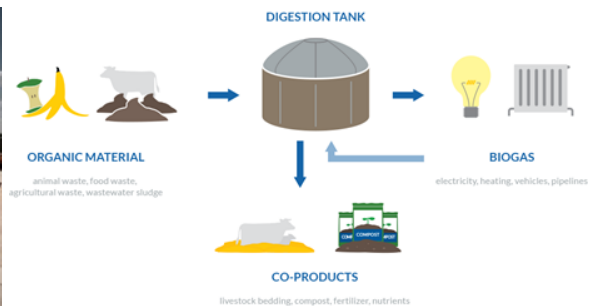 DIGESTION TANK
ORGANIC MATERIAL
animal waste, food waste,
agricultural waste, wastewater sludge
BIOGAS
electricity, heating, vehicles, pipelines
COMPOST
CO-PRODUCTS
livestock bedding, compost, fertilizer, nutrients